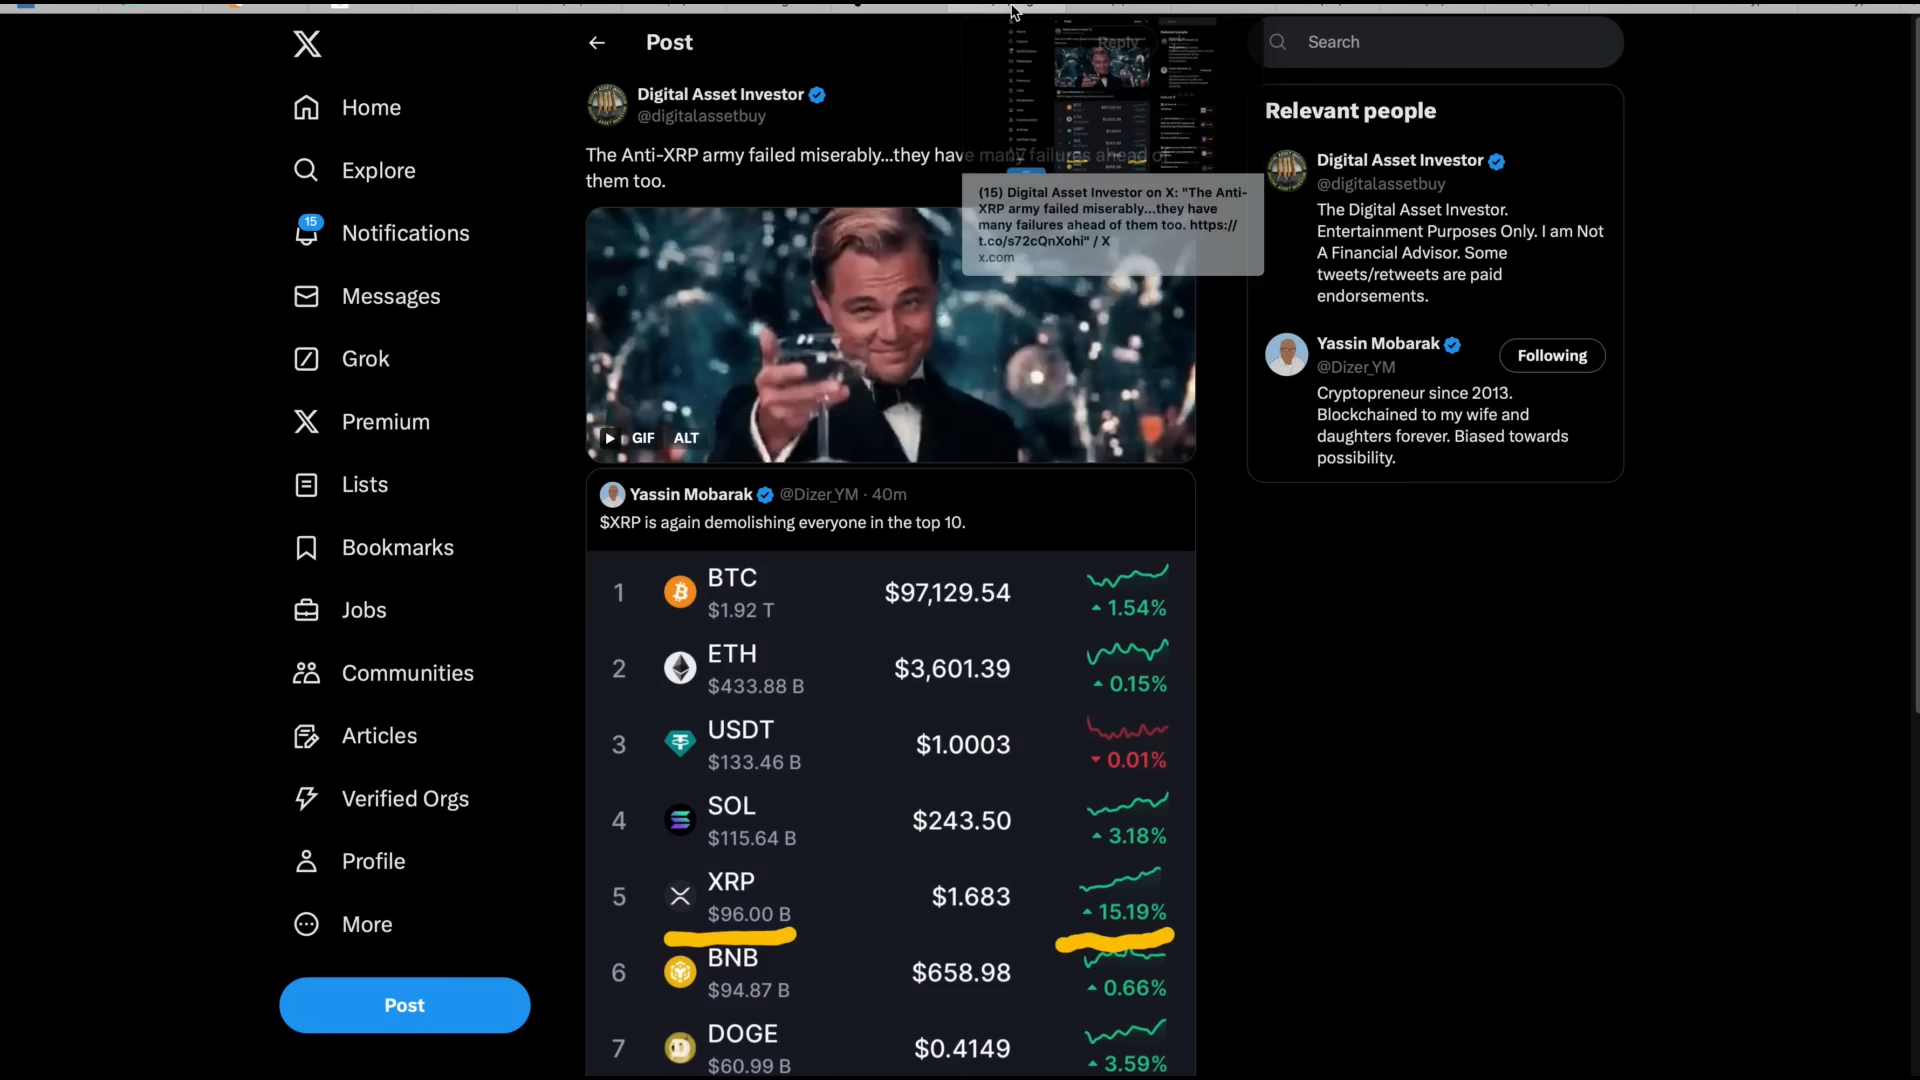 Home
Explore
15
Notifications
Messages
Grok
Premium
Lists
Bookmarks
Jobs
Communities
Articles
Verified Orgs
Profile
More
Post
Post
Reply
Digital Asset Investor
@digitalassetbuy
The Anti-XRP army failed miserably...they have many failures ahead of
them too.
(15) Digital Asset Investor on X: "The Anti-
XRP army failed miserably...they have
many failures ahead of them too. https://
t.co/s72cQnXohi" / X
x.com
GIF
ALT
Yassin Mobarak @Dizer_YM · 40m
$XRP is again demolishing everyone in the top 10.
1 BTC $97,129.54
$1.92 T 1.54%
2 ETH $3,601.39
$433.88 B 0.15%
3 USDT $1.0003
$133.46 B 0.01%
4 SOL $243.50
$115.64 B 3.18%
5 XRP $1.683
$96.00 B 15.19%
6 BNB $658.98
$94.87 B 0.66%
7 DOGE $0.4149
$60.99 B 3.59%
Search
Relevant people
Digital Asset Investor
@digitalassetbuy
The Digital Asset Investor.
Entertainment Purposes Only. I am Not
A Financial Advisor. Some
tweets/retweets are paid
endorsements.
Yassin Mobarak
@Dizer_YM
Following
Cryptopreneur since 2013.
Blockchained to my wife and
daughters forever. Biased towards
possibility.